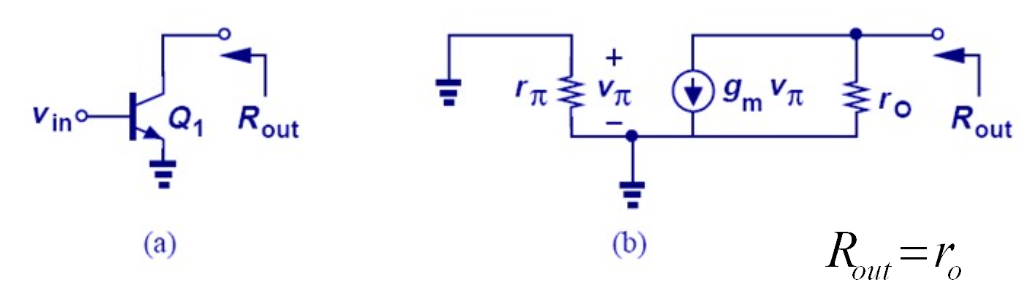 v_in Q_1 R_out
(a)
r_π + v_π − g_m v_π r_O R_out
(b)
R_out = r_o